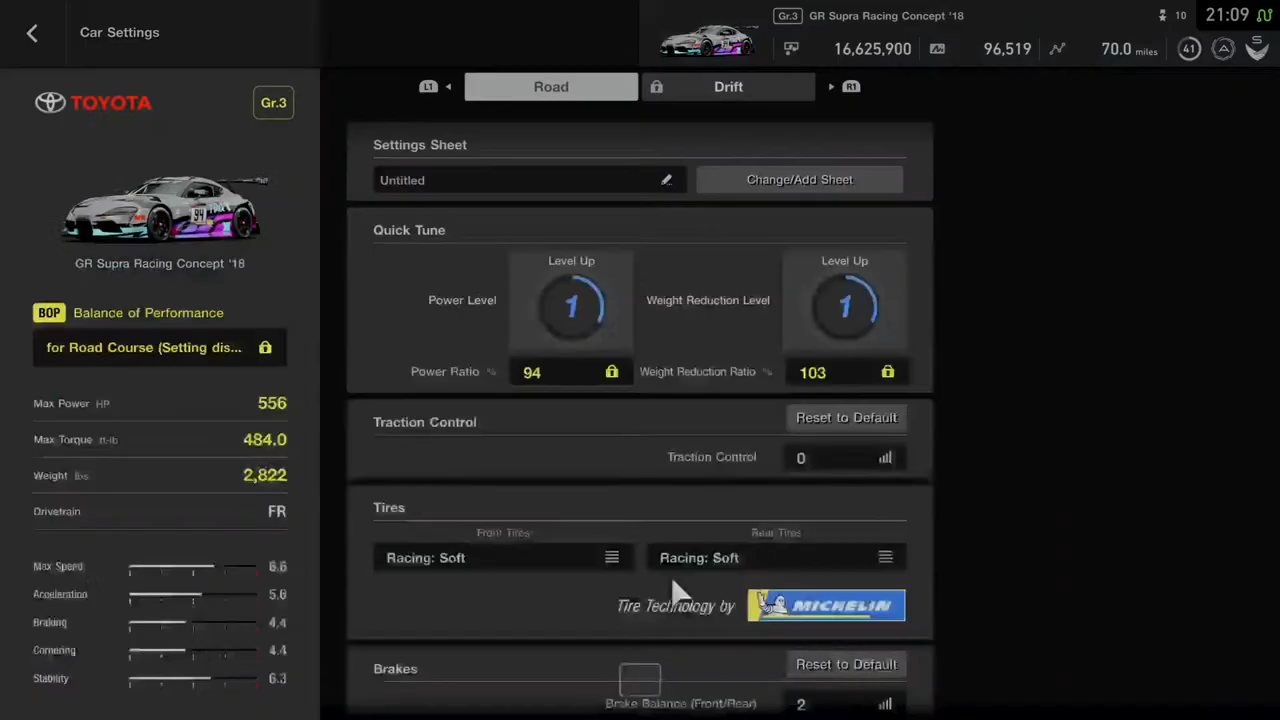 Car Settings
Gr.3 GR Supra Racing Concept '18
10 21:09
16,625,900 96,519 70.0 miles 41 A S
TOYOTA
Gr.3
94
GR Supra Racing Concept '18
BOP Balance of Performance
for Road Course (Setting dis...
Max Power HP 556
Max Torque ft-lb 484.0
Weight lbs 2,822
Drivetrain FR
Max Speed 6.6
Acceleration 5.0
Braking 4.4
Cornering 4.4
Stability 6.3
L1 Road Drift R1
Settings Sheet
Untitled Change/Add Sheet
Quick Tune
Level Up Level Up
Power Level 1 Weight Reduction Level 1
Power Ratio % 94 Weight Reduction Ratio % 103
Traction Control Reset to Default
Traction Control 0
Tires
Front Tires Rear Tires
Racing: Soft Racing: Soft
Tire Technology by MICHELIN
Brakes Reset to Default
Brake Balance (Front/Rear) 2